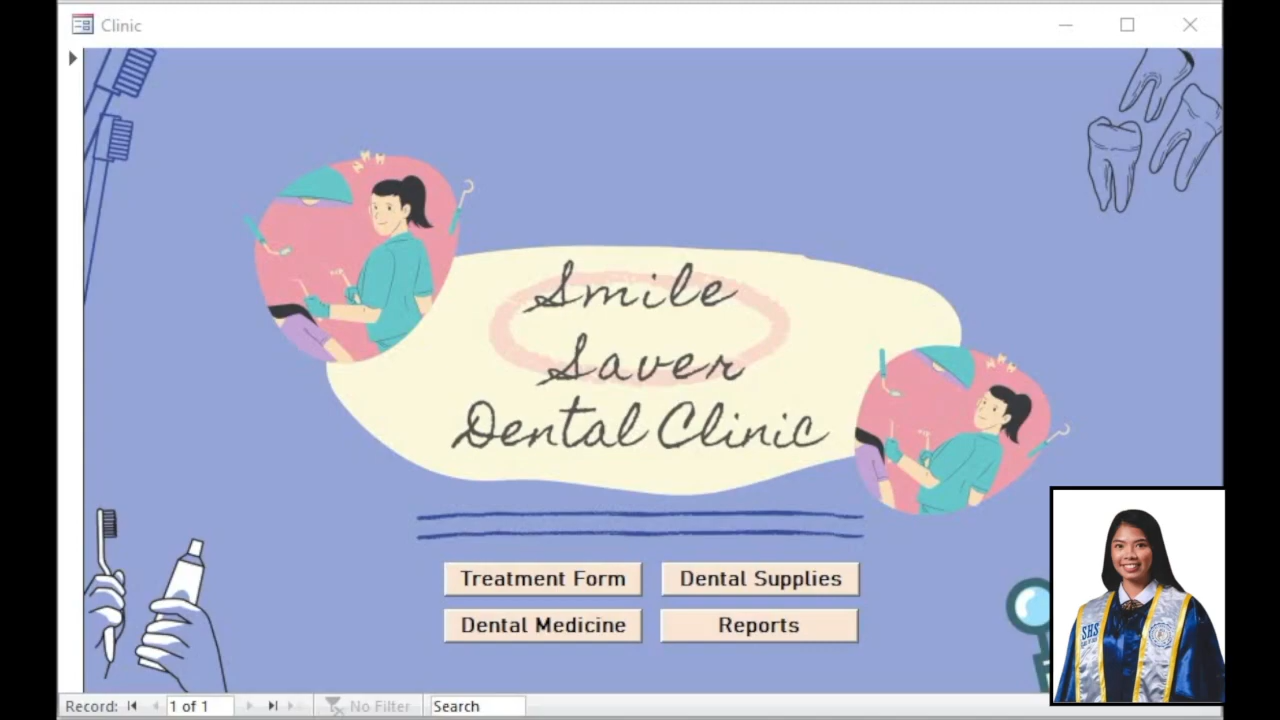 Clinic
Smile
Saver
Dental Clinic
Treatment Form
Dental Supplies
Dental Medicine
Reports
SHS
Record:
1 of 1
No Filter
Search